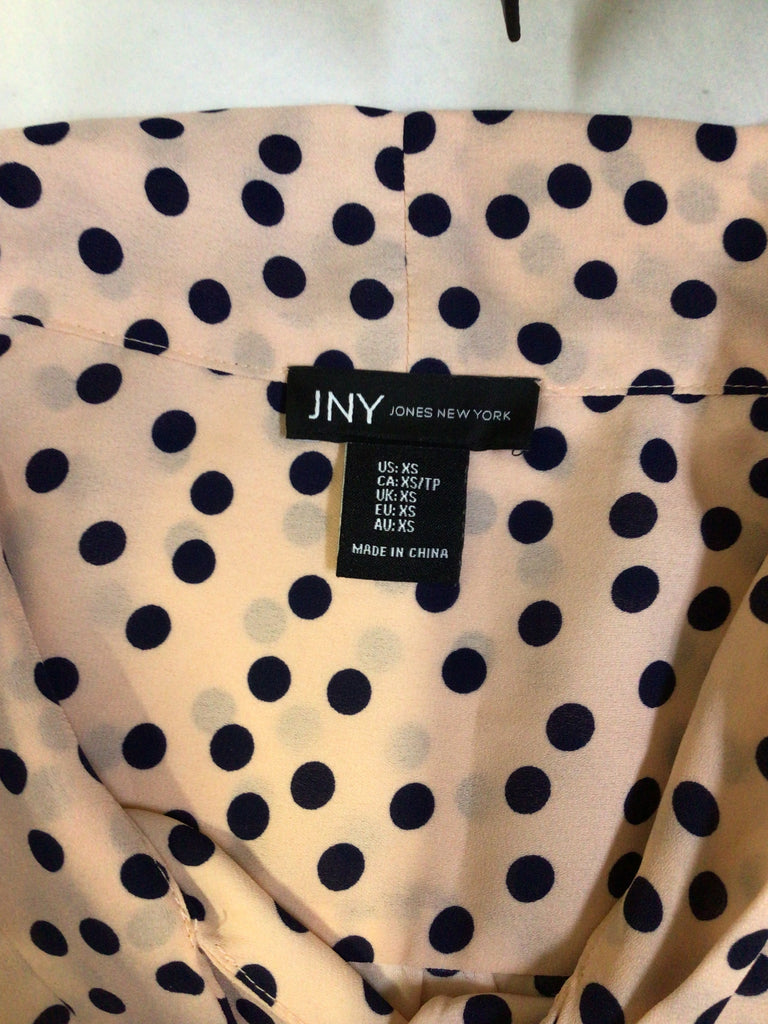 JNY JONES NEW YORK
US: XS
CA: XS/TP
UK: XS
EU: XS
AU: XS
MADE IN CHINA